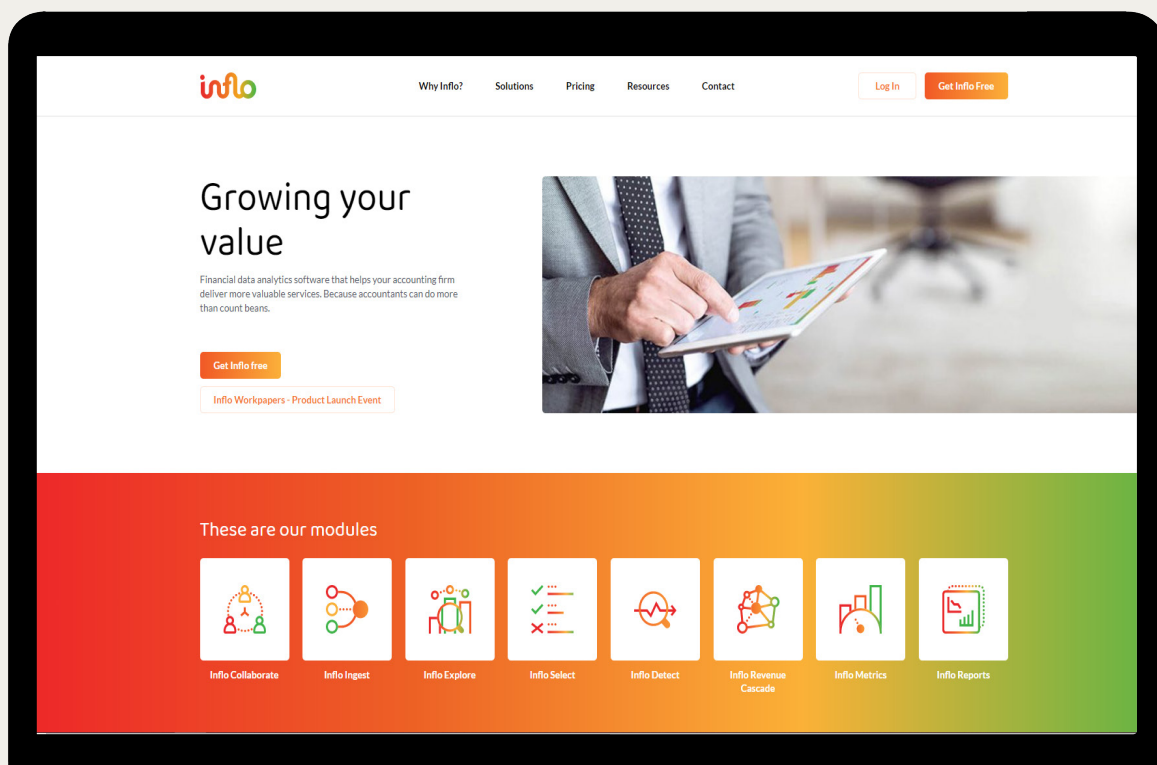 inflo
Why Inflo?
Solutions
Pricing
Resources
Contact
Log In
Get Inflo Free
Growing your
value
Financial data analytics software that helps your accounting firm
deliver more valuable services. Because accountants can do more
than count beans.
Get Inflo free
Inflo Workpapers - Product Launch Event
These are our modules
Inflo Collaborate
Inflo Ingest
Inflo Explore
Inflo Select
Inflo Detect
Inflo Revenue
Cascade
Inflo Metrics
Inflo Reports